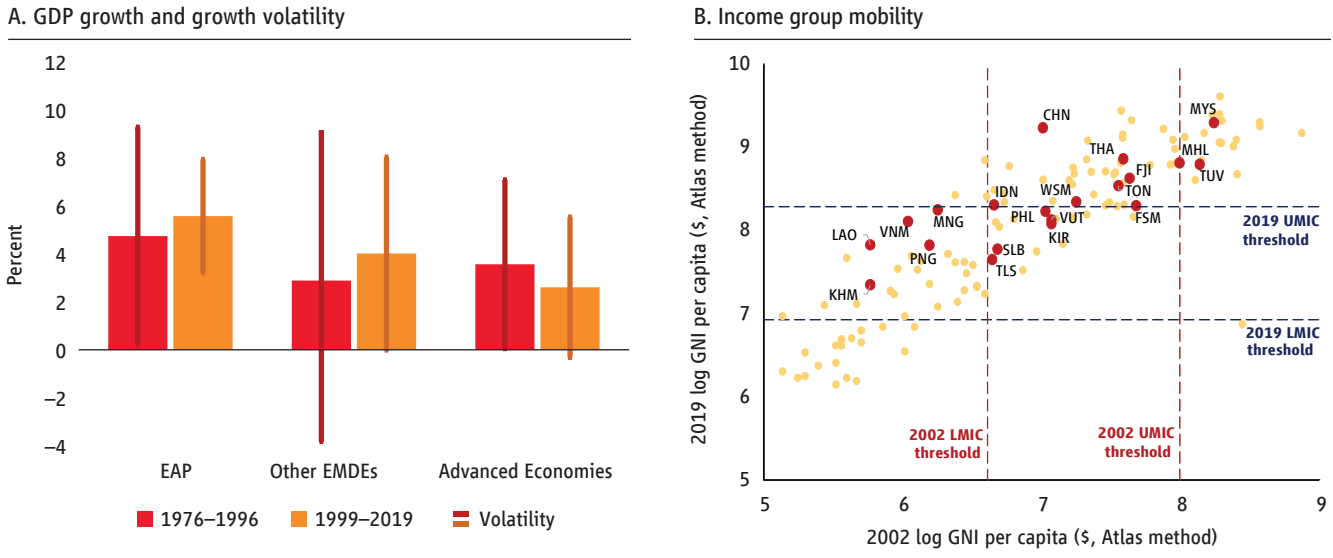 A. GDP growth and growth volatility
12
10
8
6
4
2
0
–2
–4
Percent
EAP
Other EMDEs
Advanced Economies
1976–1996
1999–2019
Volatility
B. Income group mobility
10
9
8
7
6
5
2019 log GNI per capita ($, Atlas method)
CHN
MYS
THA
MHL
FJI
TUV
WSM
IDN
TON
PHL
VUT
FSM
MNG
KIR
VNM
LAO
PNG
SLB
TLS
KHM
2019 UMIC
threshold
2019 LMIC
threshold
2002 LMIC
threshold
2002 UMIC
threshold
5
6
7
8
9
2002 log GNI per capita ($, Atlas method)